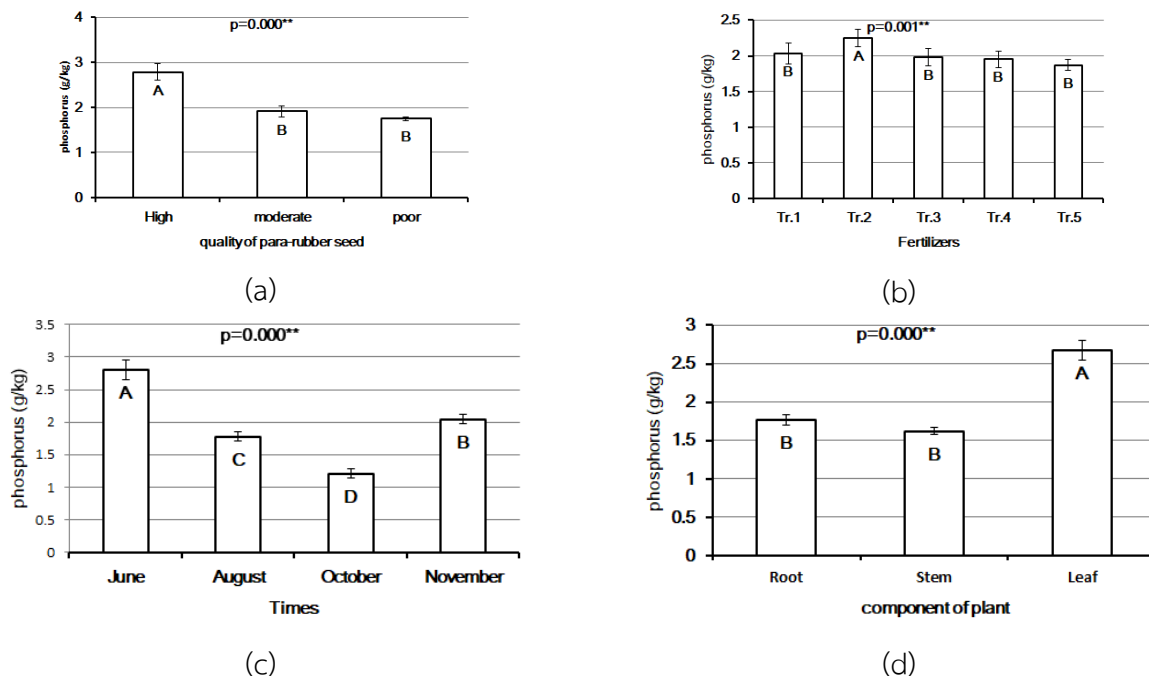 p=0.000**
phosphorus (g/kg)
4
3
2
1
0
A
B
B
High moderate poor
quality of para-rubber seed
(a)
p=0.001**
phosphorus (g/kg)
2.5
2
1.5
1
0.5
0
B
A
B
B
B
Tr.1 Tr.2 Tr.3 Tr.4 Tr.5
Fertilizers
(b)
p=0.000**
phosphorus (g/kg)
3.5
3
2.5
2
1.5
1
0.5
0
A
C
D
B
June August October November
Times
(c)
p=0.000**
phosphorus (g/kg)
3
2.5
2
1.5
1
0.5
0
B
B
A
Root Stem Leaf
component of plant
(d)